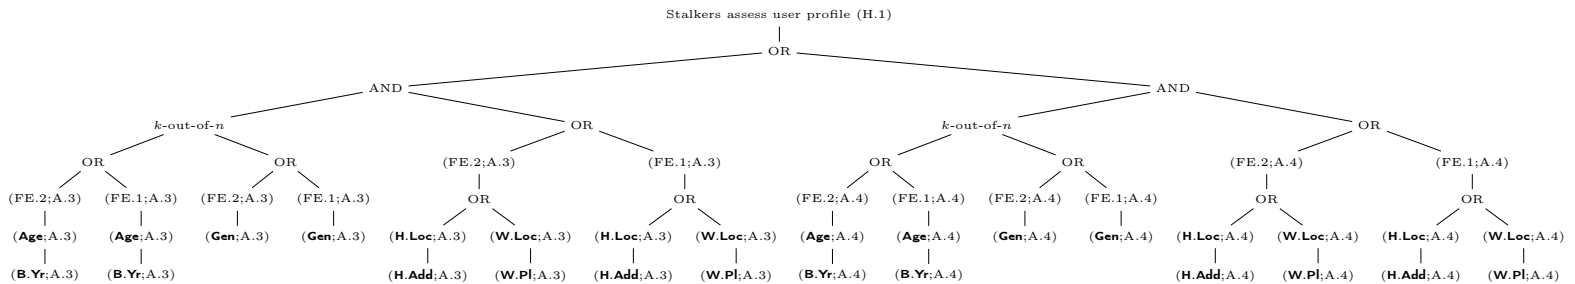 Stalkers assess user profile (H.1)
OR
AND AND
k-out-of-n OR k-out-of-n OR
OR OR (FE.2;A.3) (FE.1;A.3) OR OR (FE.2;A.4) (FE.1;A.4)
(FE.2;A.3) (FE.1;A.3) (FE.2;A.3) (FE.1;A.3) OR OR (FE.2;A.4) (FE.1;A.4) (FE.2;A.4) (FE.1;A.4) OR OR
(Age;A.3) (Age;A.3) (Gen;A.3) (Gen;A.3) (H.Loc;A.3) (W.Loc;A.3) (H.Loc;A.3) (W.Loc;A.3) (Age;A.4) (Age;A.4) (Gen;A.4) (Gen;A.4) (H.Loc;A.4) (W.Loc;A.4) (H.Loc;A.4) (W.Loc;A.4)
(B.Yr;A.3) (B.Yr;A.3) (H.Add;A.3) (W.Pl;A.3) (H.Add;A.3) (W.Pl;A.3) (B.Yr;A.4) (B.Yr;A.4) (H.Add;A.4) (W.Pl;A.4) (H.Add;A.4) (W.Pl;A.4)